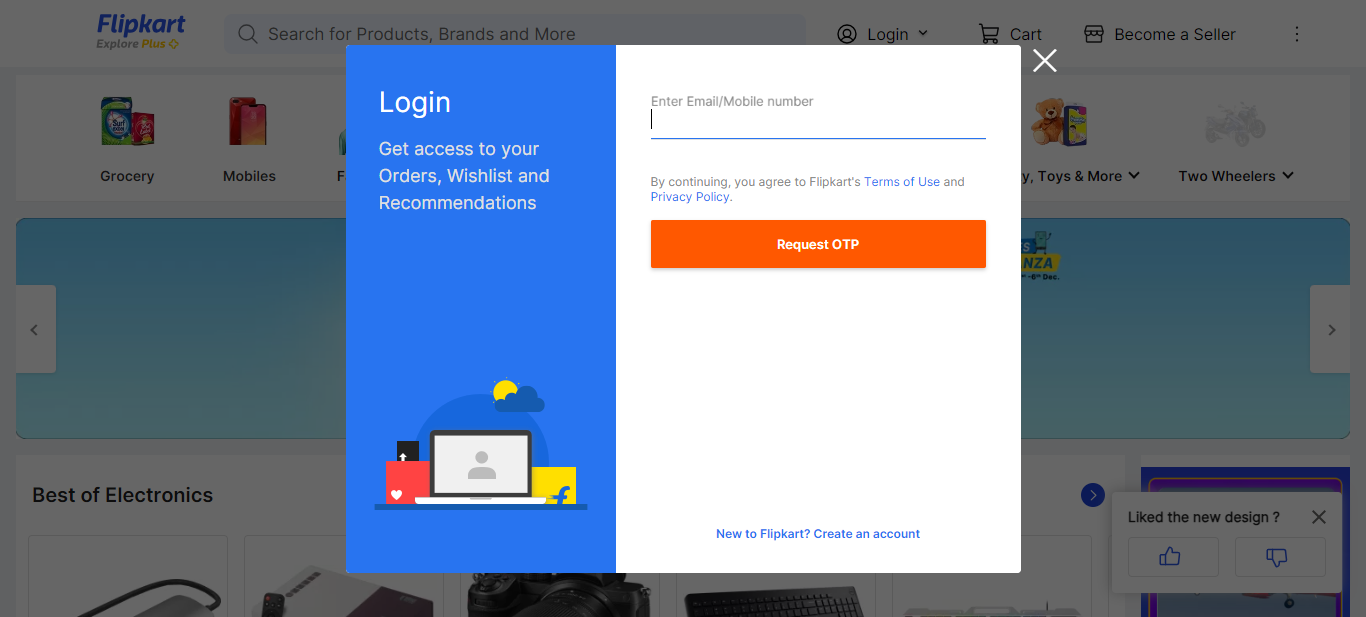 Flipkart
Explore Plus
Search for Products, Brands and More
Login
Cart
Become a Seller
Grocery
Mobiles
F
y, Toys & More
Two Wheelers
Login
Get access to your
Orders, Wishlist and
Recommendations
Enter Email/Mobile number
By continuing, you agree to Flipkart's Terms of Use and
Privacy Policy.
Request OTP
New to Flipkart? Create an account
NZA
Best of Electronics
Liked the new design ?